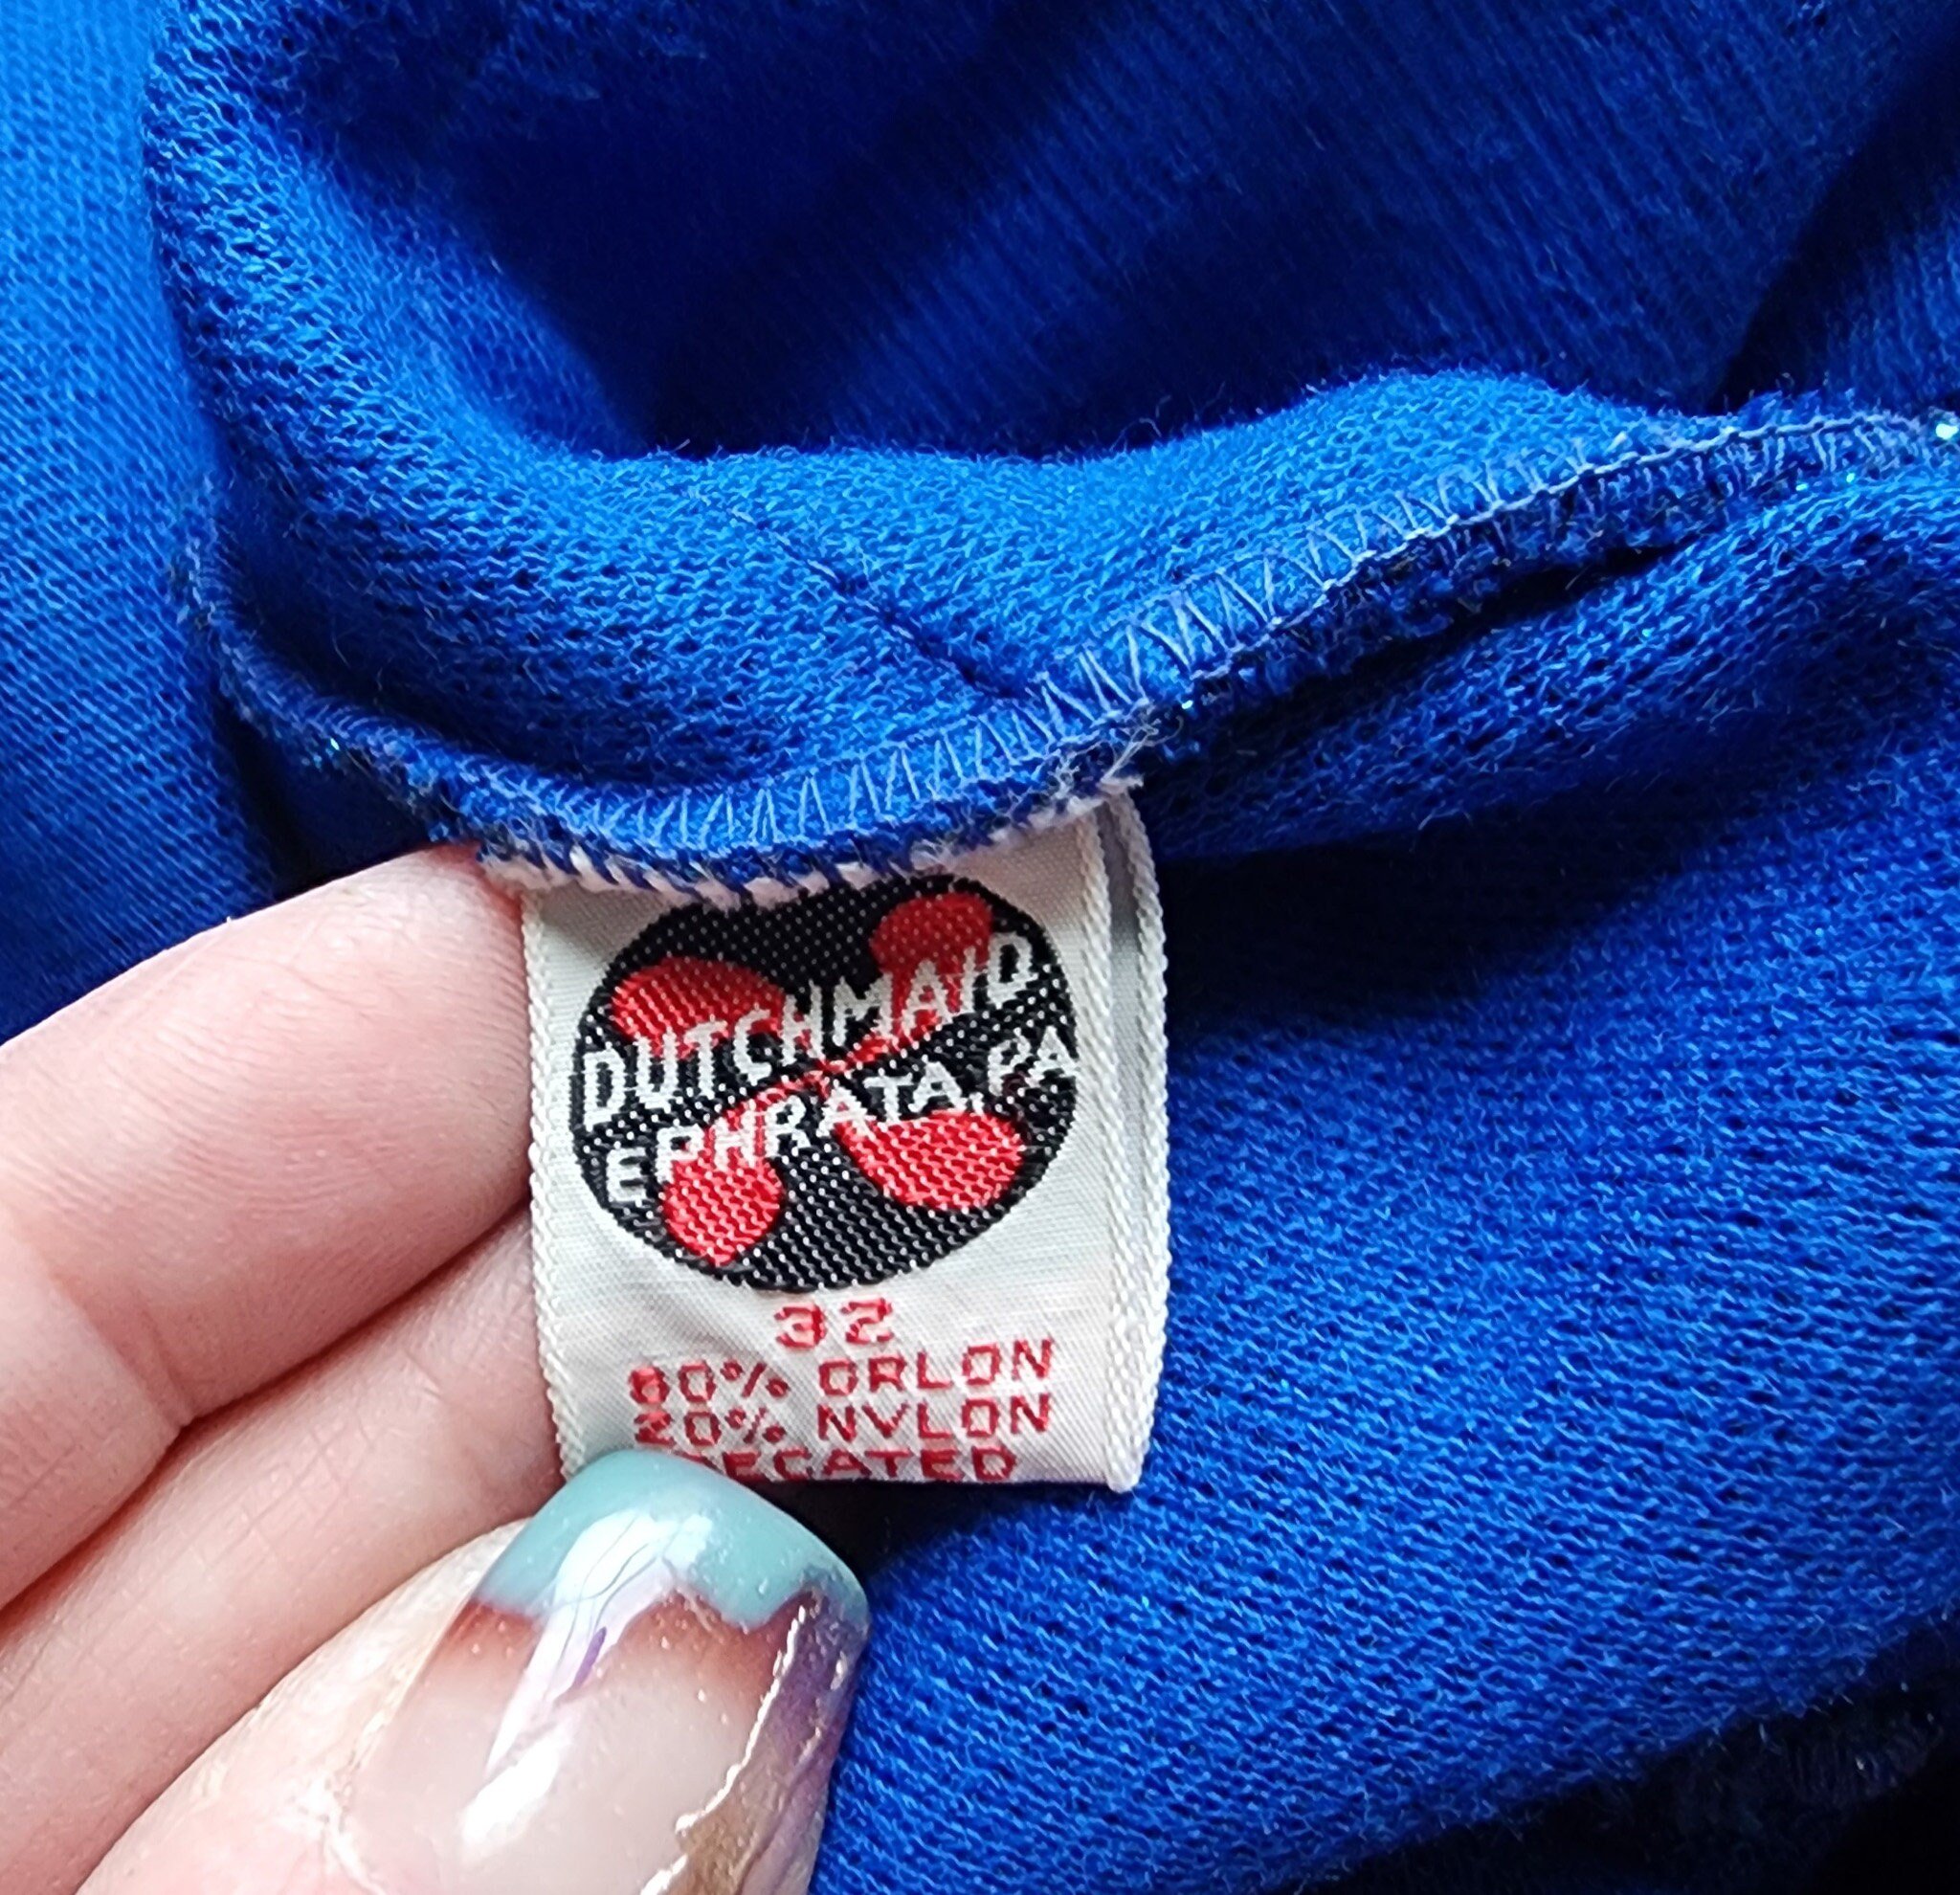 DUTCHMAID
EPHRATA, PA
32
80% ORLON
20% NYLON